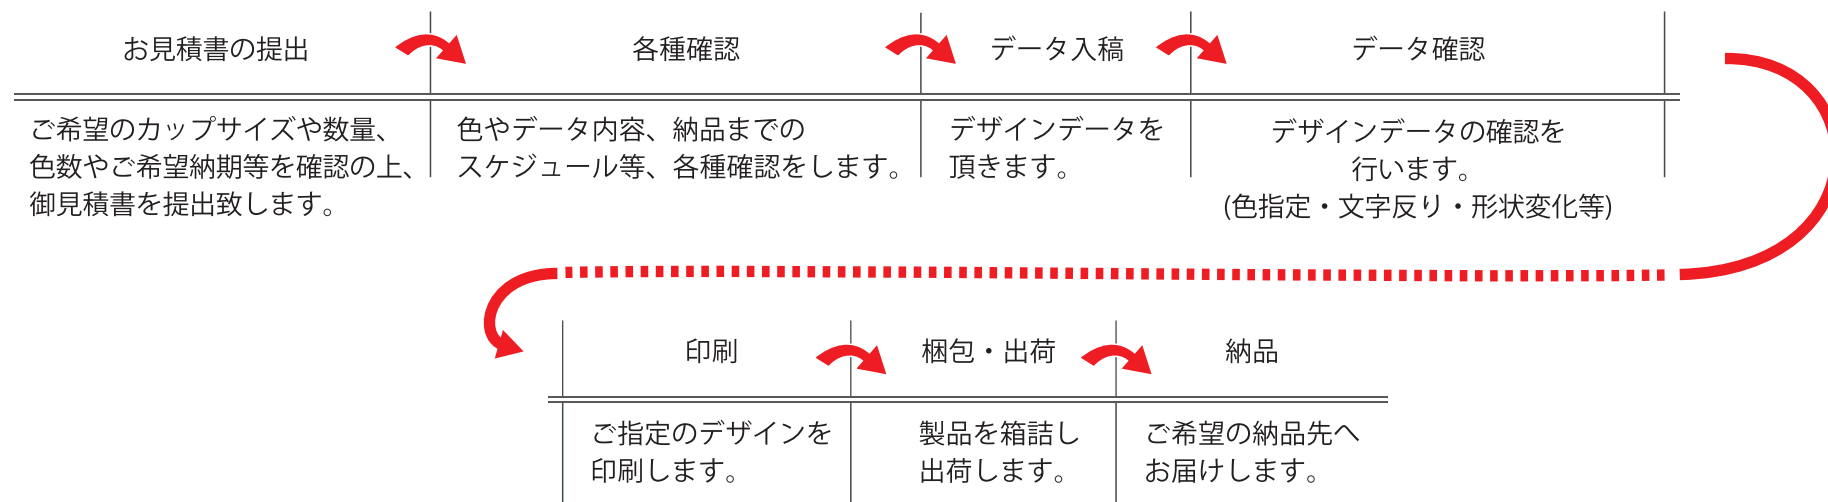 お見積書の提出
各種確認
データ入稿
データ確認
ご希望のカップサイズや数量、
色数やご希望納期等を確認の上、
御見積書を提出致します。
色やデータ内容、納品までの
スケジュール等、各種確認をします。
デザインデータを
頂きます。
デザインデータの確認を
行います。
(色指定・文字反り・形状変化等)
印刷
梱包・出荷
納品
ご指定のデザインを
印刷します。
製品を箱詰し
出荷します。
ご希望の納品先へ
お届けします。